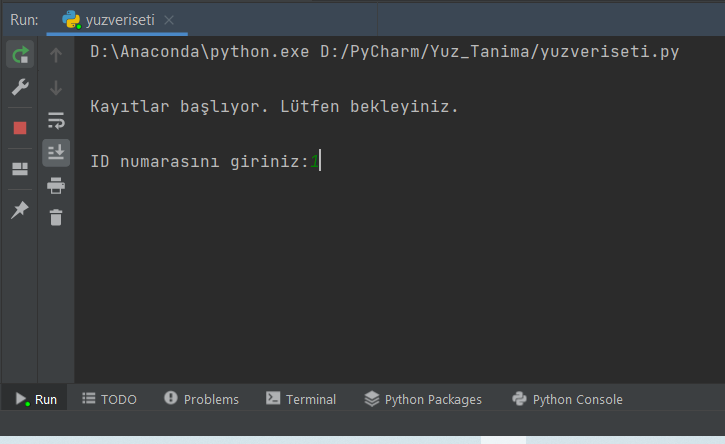 Run: yuzveriseti
D:\Anaconda\python.exe D:/PyCharm/Yuz_Tanima/yuzveriseti.py
Kayıtlar başlıyor. Lütfen bekleyiniz.
ID numarasını giriniz:1
Run TODO Problems Terminal Python Packages Python Console